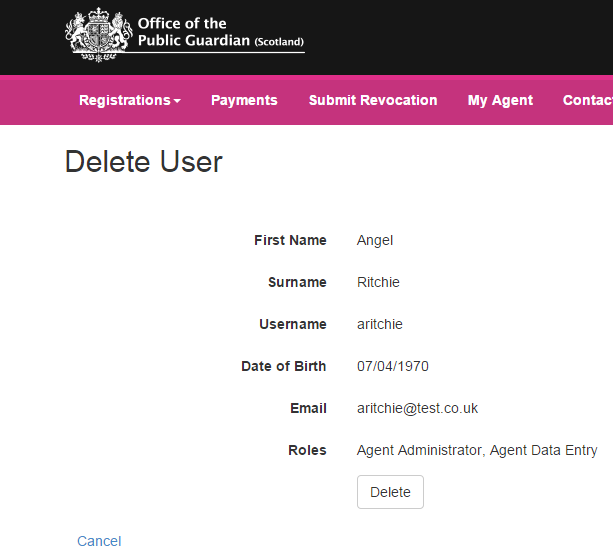 Office of the
Public Guardian (Scotland)
Registrations Payments Submit Revocation My Agent Contac
Delete User
First Name Angel
Surname Ritchie
Username aritchie
Date of Birth 07/04/1970
Email aritchie@test.co.uk
Roles Agent Administrator, Agent Data Entry
Delete
Cancel